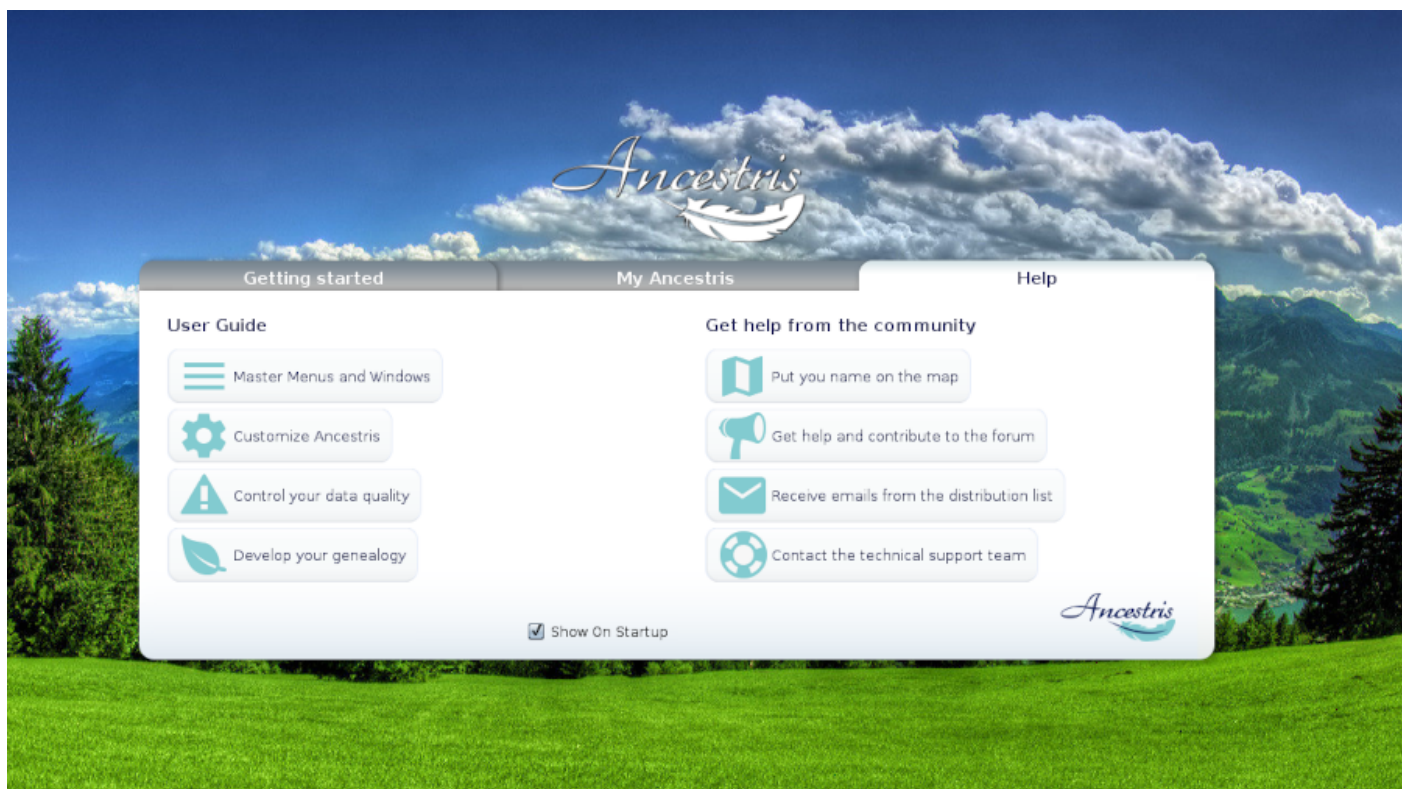 Ancestris
Getting started
My Ancestris
Help
User Guide
Master Menus and Windows
Customize Ancestris
Control your data quality
Develop your genealogy
Get help from the community
Put you name on the map
Get help and contribute to the forum
Receive emails from the distribution list
Contact the technical support team
Ancestris
Show On Startup